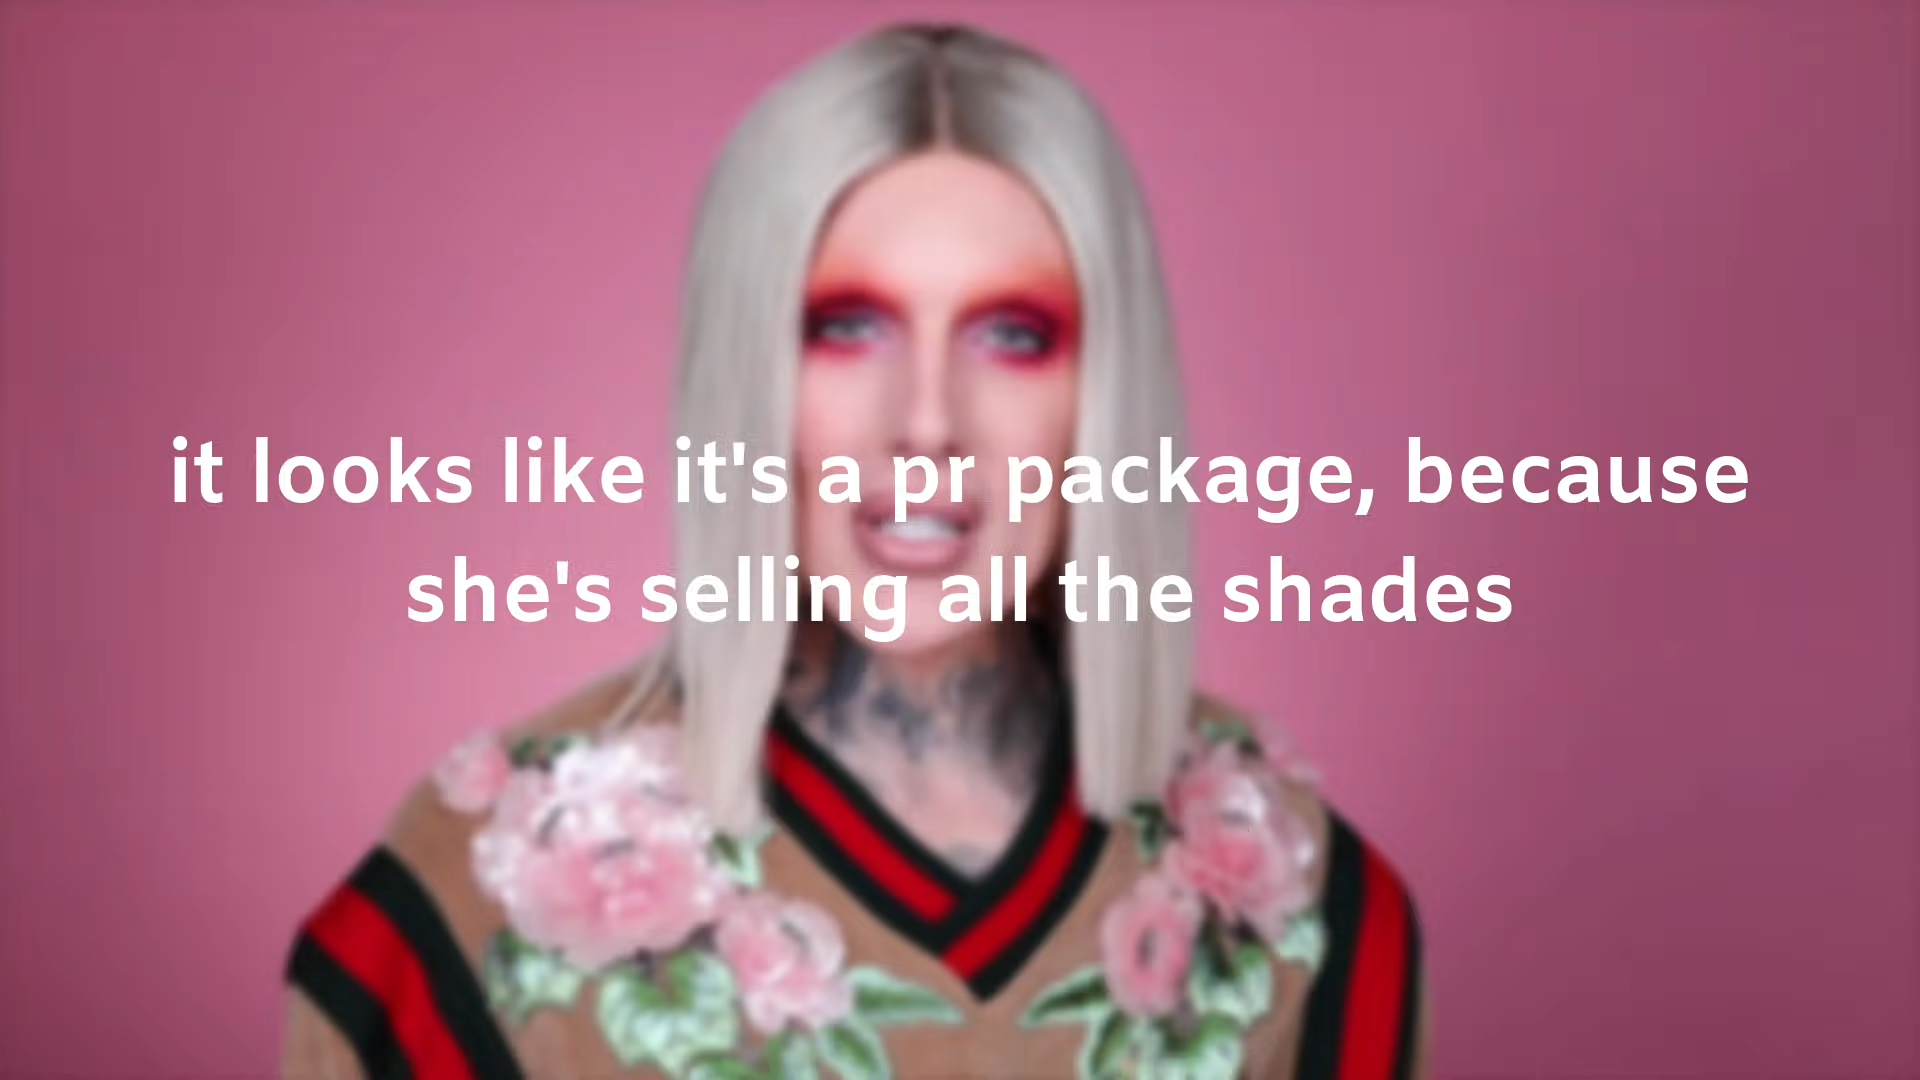 it looks like it's a pr package, because
she's selling all the shades